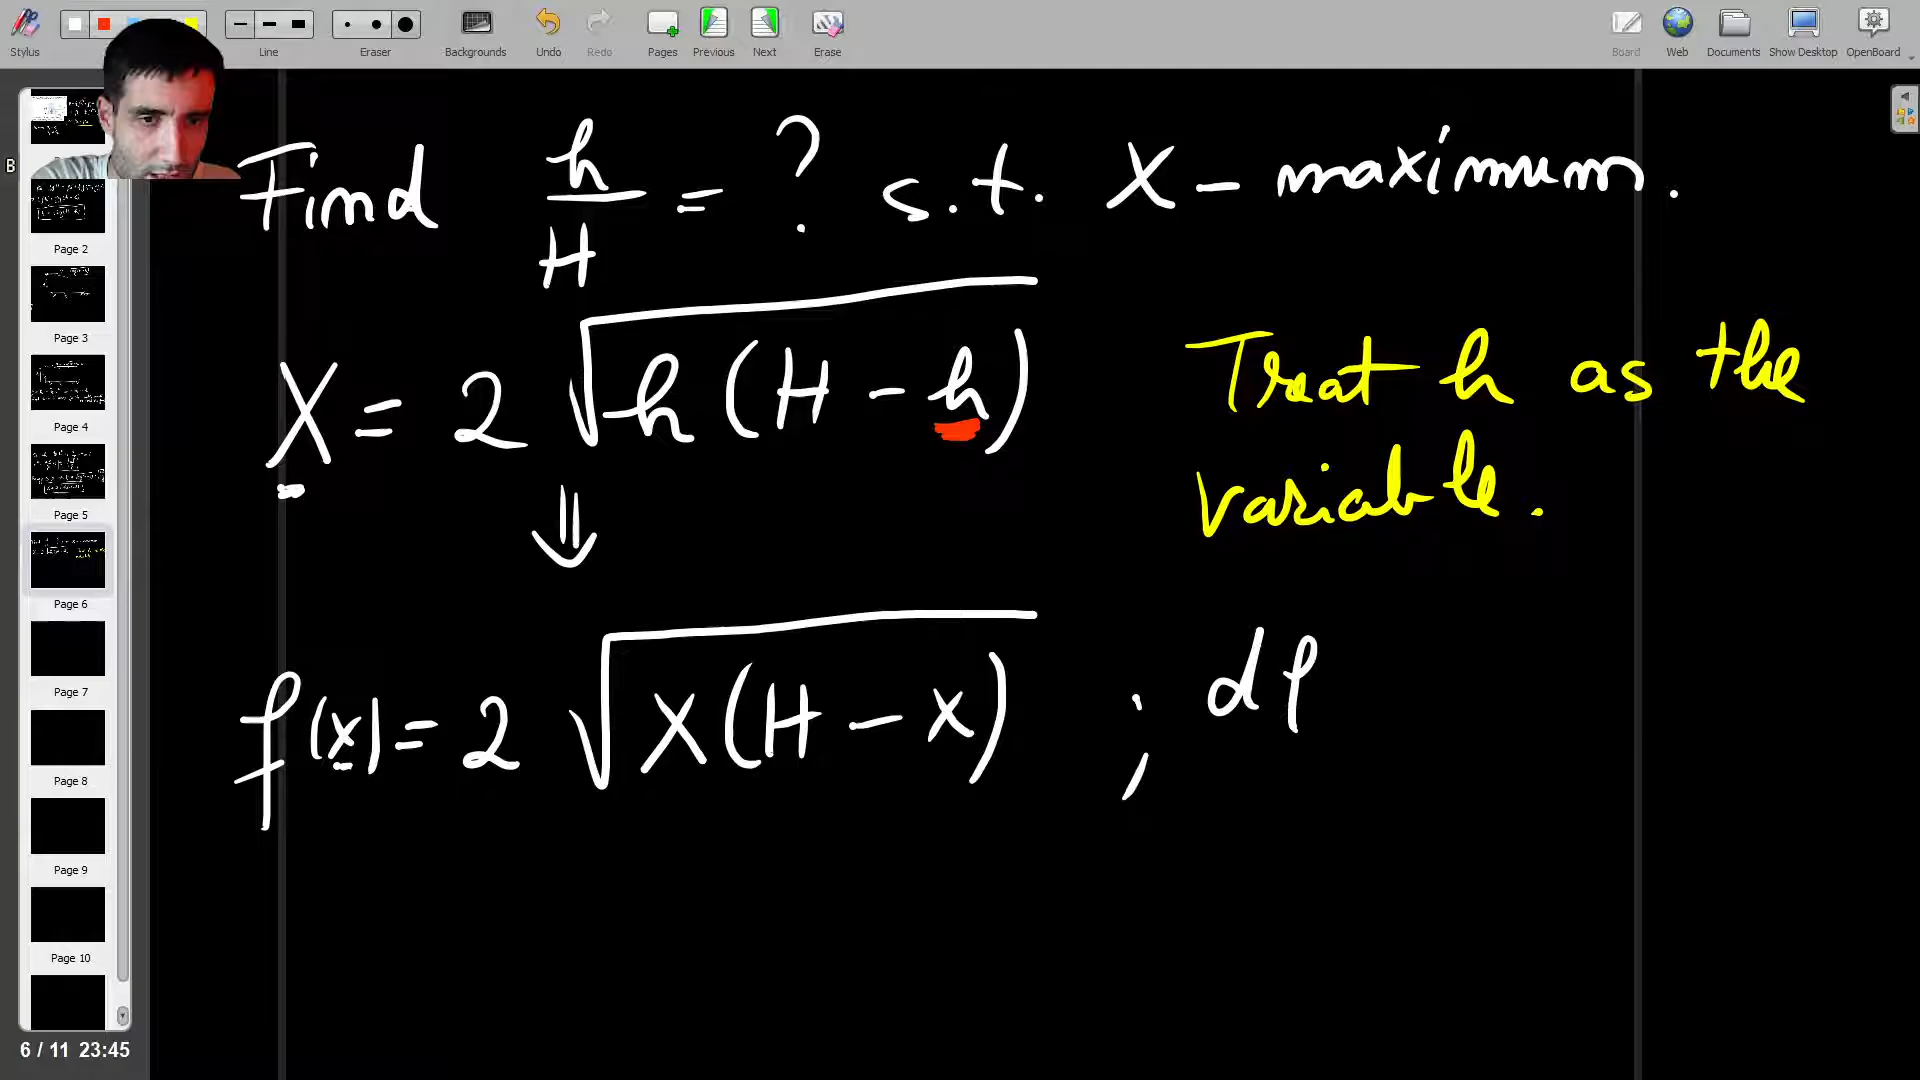 Stylus
Line
Eraser
Backgrounds
Undo
Redo
Pages
Previous
Next
Erase
Board
Web
Documents
Show Desktop
OpenBoard
B
Find h/H = ? s.t. X - maximum.
X = 2 √h(H - h)
Treat h as the
variable.
⇓
f(x) = 2 √x(H - x) ; df
Page 2
Page 3
Page 4
Page 5
Page 6
Page 7
Page 8
Page 9
Page 10
6 / 11 23:45